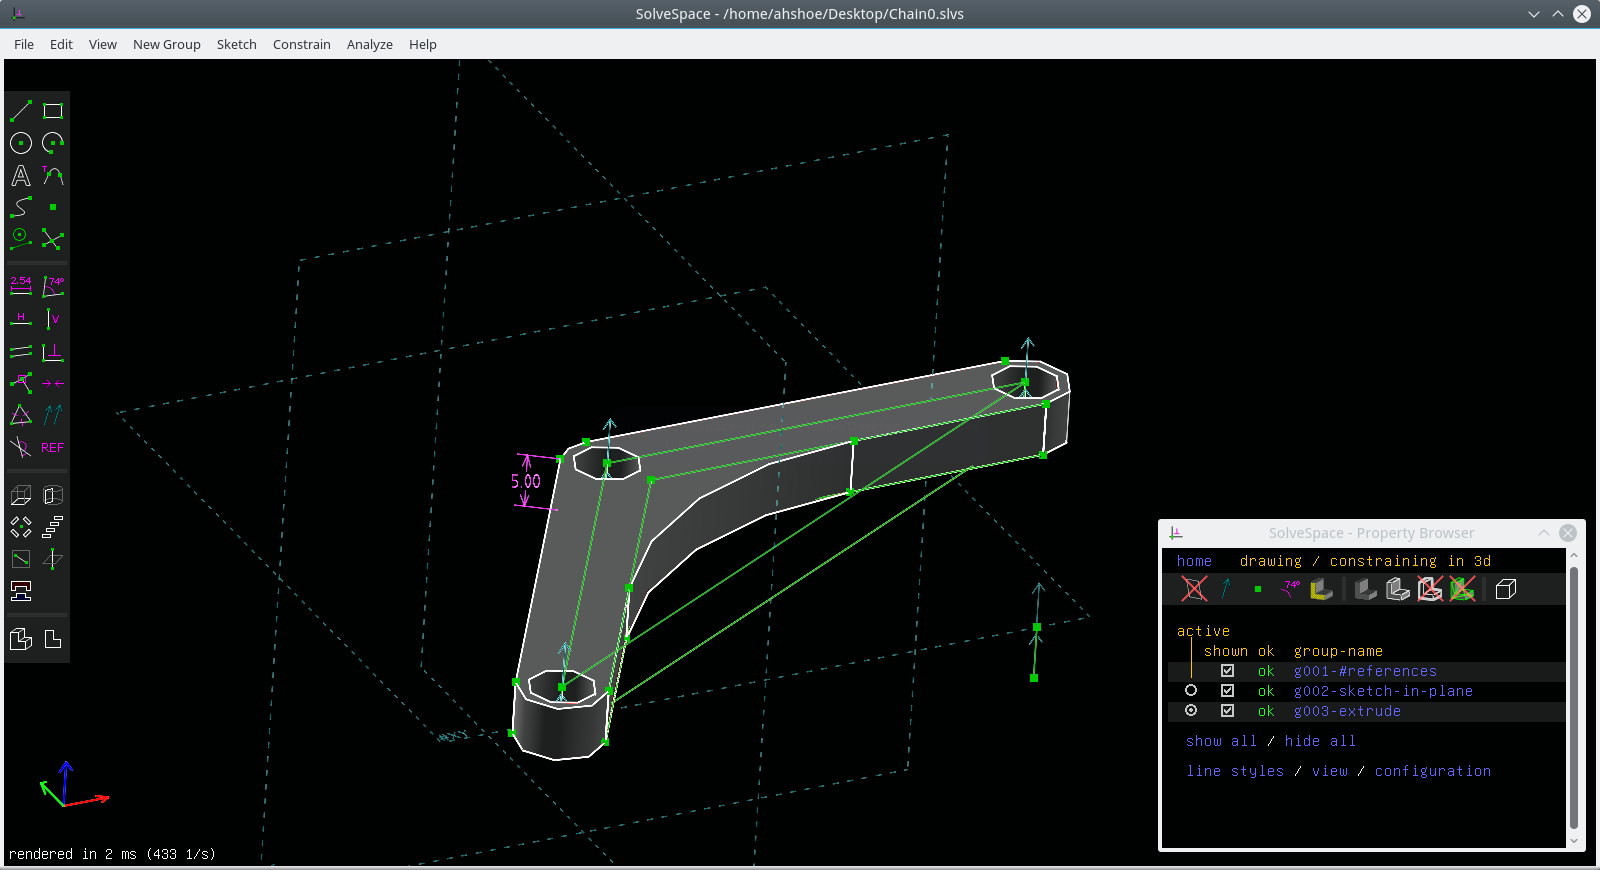 SolveSpace - /home/ahshoe/Desktop/Chain0.slvs
File Edit View New Group Sketch Constrain Analyze Help
A T
2.54 74°
H V
REF
5.00
#XY
rendered in 2 ms (433 1/s)
SolveSpace - Property Browser
home drawing / constraining in 3d
74°
active
shown ok group-name
ok g001-#references
ok g002-sketch-in-plane
ok g003-extrude
show all / hide all
line styles / view / configuration